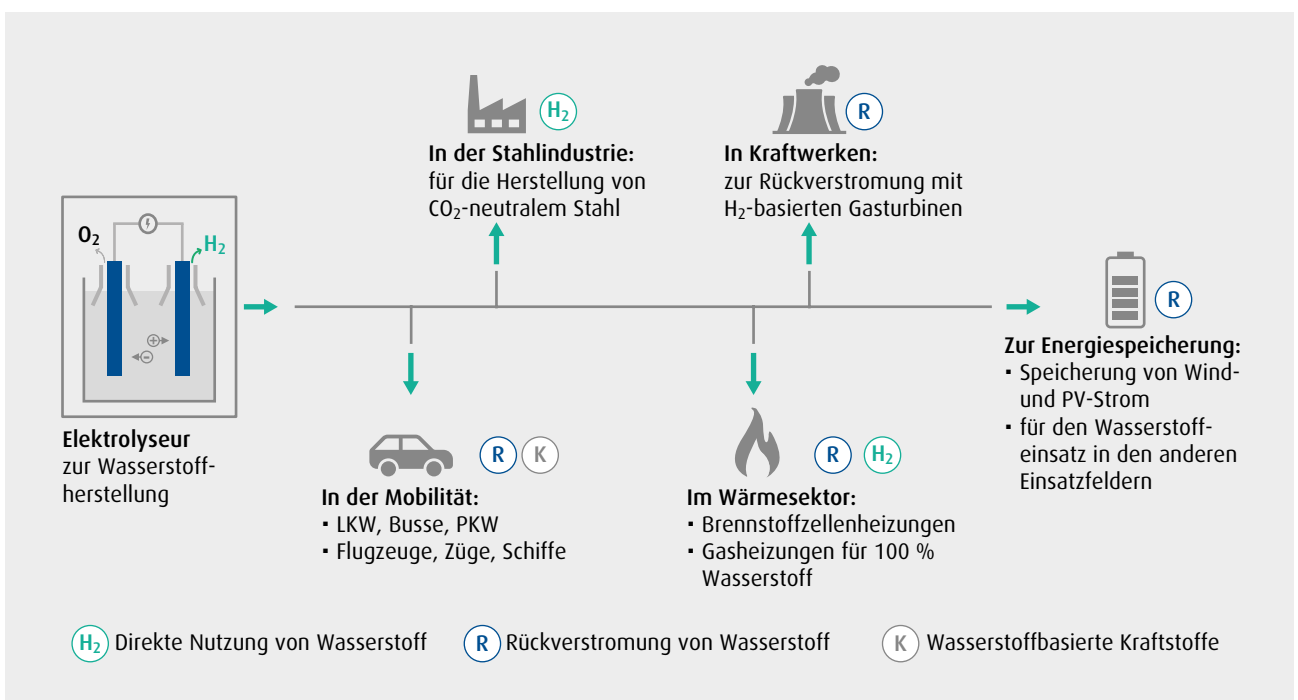 H₂
In der Stahlindustrie:
für die Herstellung von
CO₂-neutralem Stahl
R
In Kraftwerken:
zur Rückverstromung mit
H₂-basierten Gasturbinen
O₂
H₂
Elektrolyseur
zur Wasserstoff-
herstellung
R
Zur Energiespeicherung:
▪ Speicherung von Wind-
und PV-Strom
▪ für den Wasserstoff-
einsatz in den anderen
Einsatzfeldern
R K
In der Mobilität:
▪ LKW, Busse, PKW
▪ Flugzeuge, Züge, Schiffe
R H₂
Im Wärmesektor:
▪ Brennstoffzellenheizungen
▪ Gasheizungen für 100 %
Wasserstoff
H₂ Direkte Nutzung von Wasserstoff
R Rückverstromung von Wasserstoff
K Wasserstoffbasierte Kraftstoffe